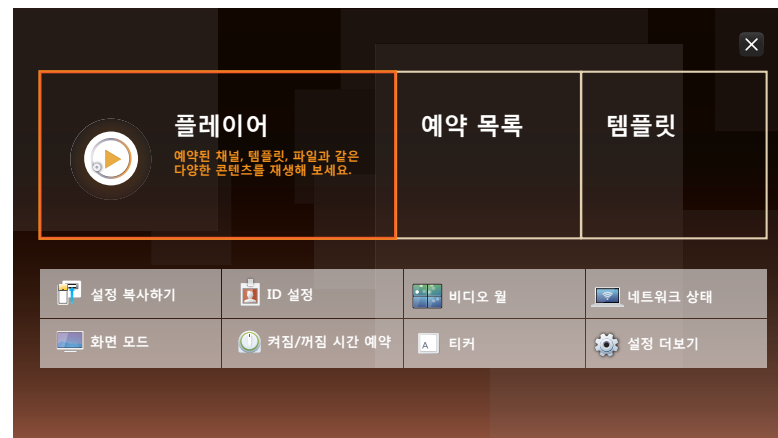 플레이어
예약된 채널, 템플릿, 파일과 같은
다양한 콘텐츠를 재생해 보세요.
예약 목록
템플릿
설정 복사하기
ID 설정
비디오 월
네트워크 상태
화면 모드
켜짐/꺼짐 시간 예약
A
티커
설정 더보기